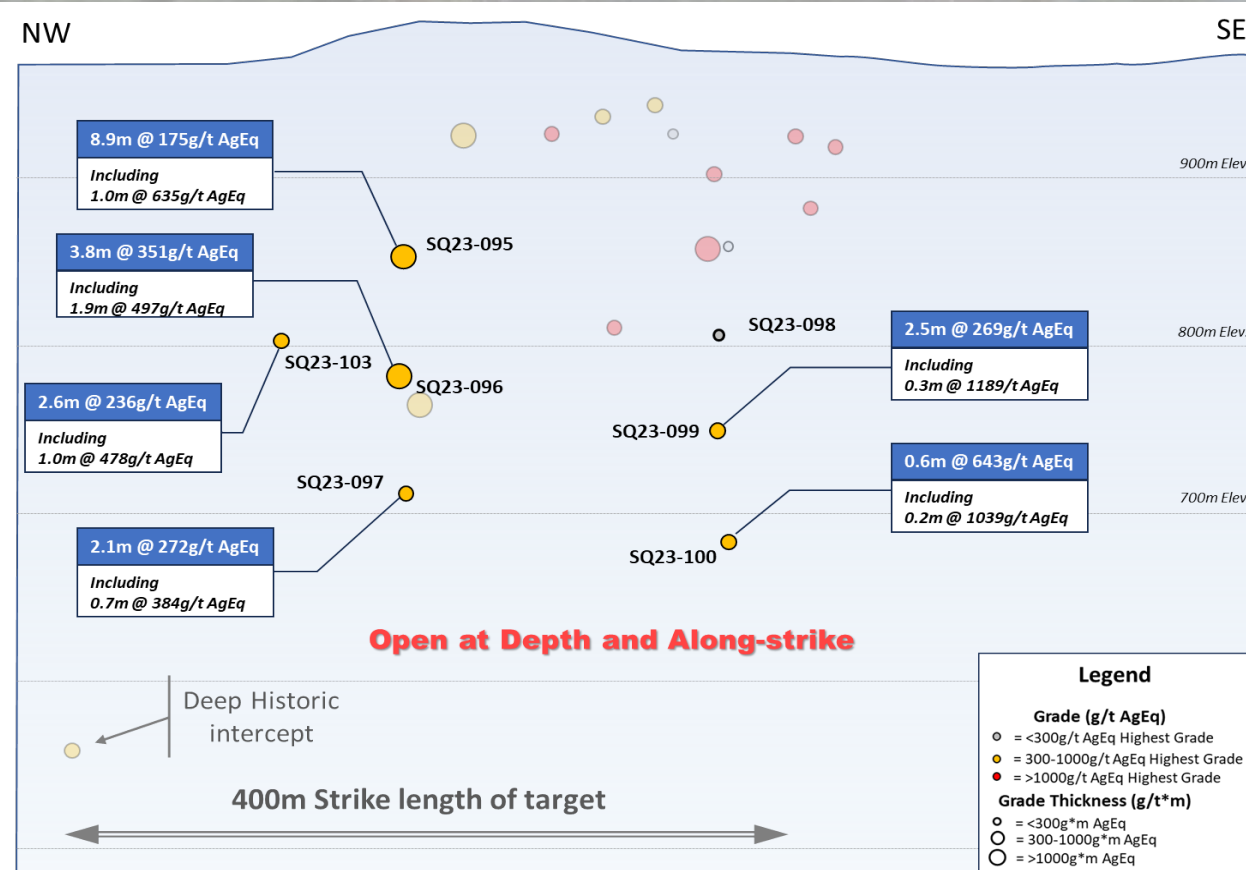 NW
SE
8.9m @ 175g/t AgEq
Including
1.0m @ 635g/t AgEq
900m Elev
SQ23-095
3.8m @ 351g/t AgEq
Including
1.9m @ 497g/t AgEq
SQ23-098
800m Elev.
SQ23-103
SQ23-096
2.5m @ 269g/t AgEq
Including
0.3m @ 1189/t AgEq
2.6m @ 236g/t AgEq
Including
1.0m @ 478g/t AgEq
SQ23-099
SQ23-097
0.6m @ 643g/t AgEq
Including
0.2m @ 1039g/t AgEq
700m Elev
2.1m @ 272g/t AgEq
Including
0.7m @ 384g/t AgEq
SQ23-100
Open at Depth and Along-strike
Deep Historic
intercept
400m Strike length of target
Legend
Grade (g/t AgEq)
= <300g/t AgEq Highest Grade
= 300-1000g/t AgEq Highest Grade
= >1000g/t AgEq Highest Grade
Grade Thickness (g/t*m)
= <300g*m AgEq
= 300-1000g*m AgEq
= >1000g*m AgEq